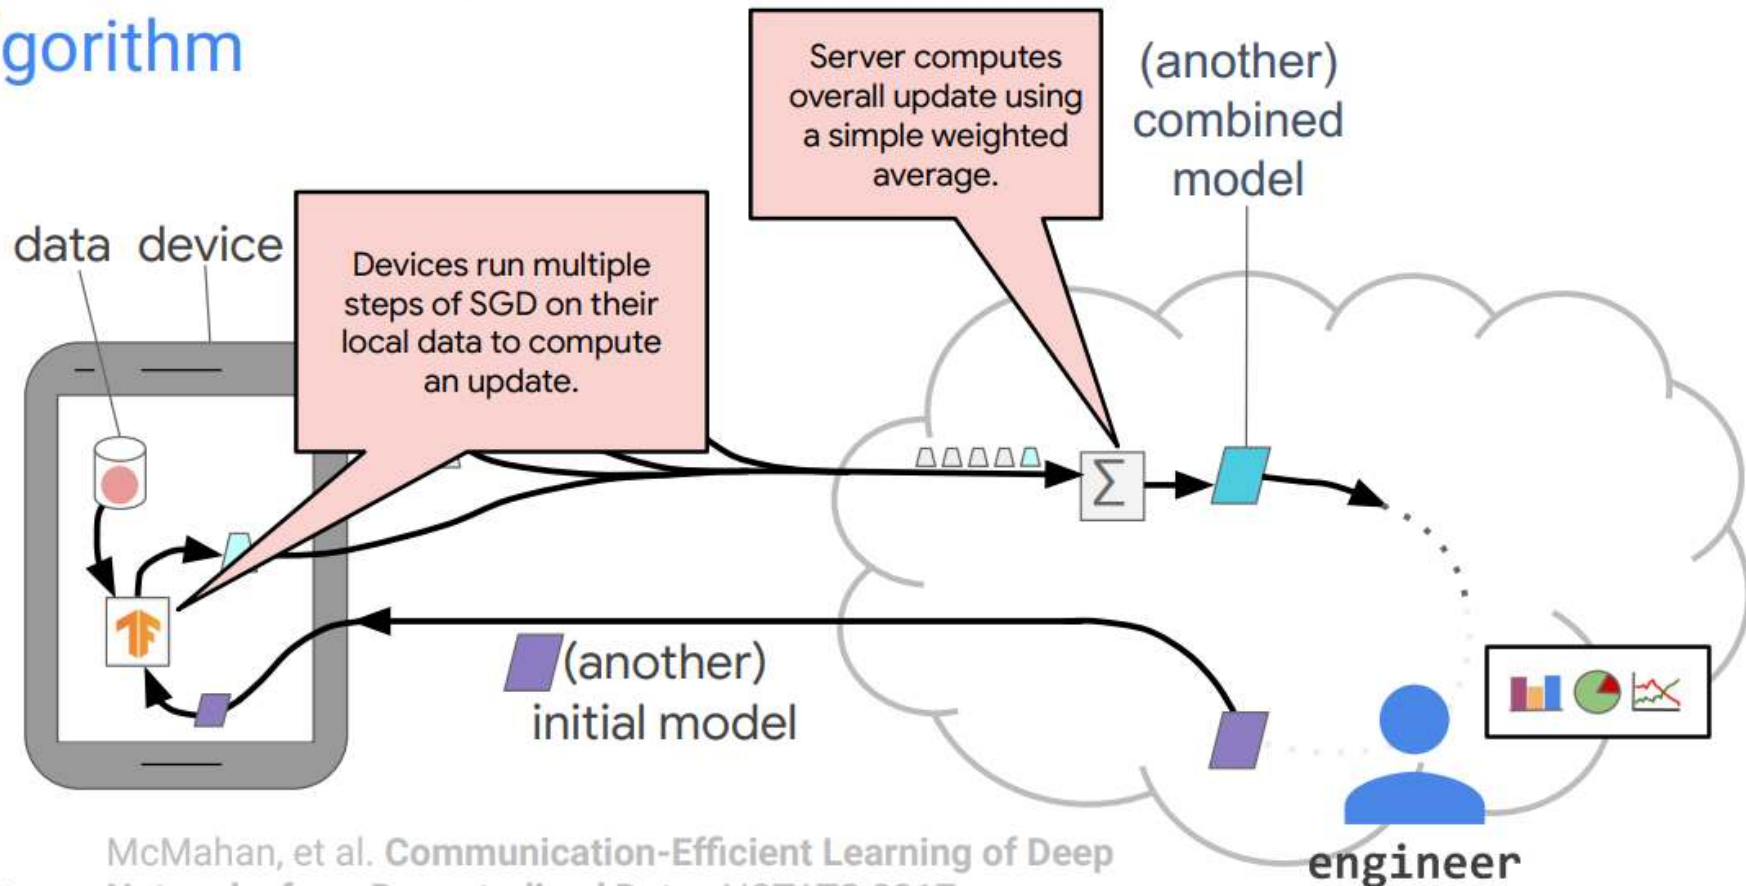 gorithm
Server computes
overall update using
a simple weighted
average.
(another)
combined
model
data device
Devices run multiple
steps of SGD on their
local data to compute
an update.
Σ
(another)
initial model
engineer
McMahan, et al. Communication-Efficient Learning of Deep